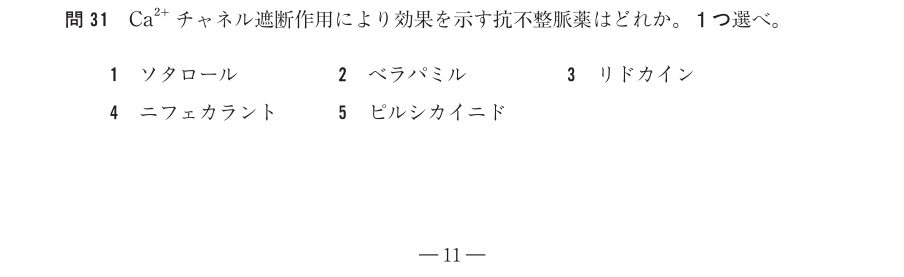 問 31 Ca²⁺ チャネル遮断作用により効果を示す抗不整脈薬はどれか。1つ選べ。
1 ソタロール 2 ベラパミル 3 リドカイン
4 ニフェカラント 5 ピルシカイニド
— 11 —